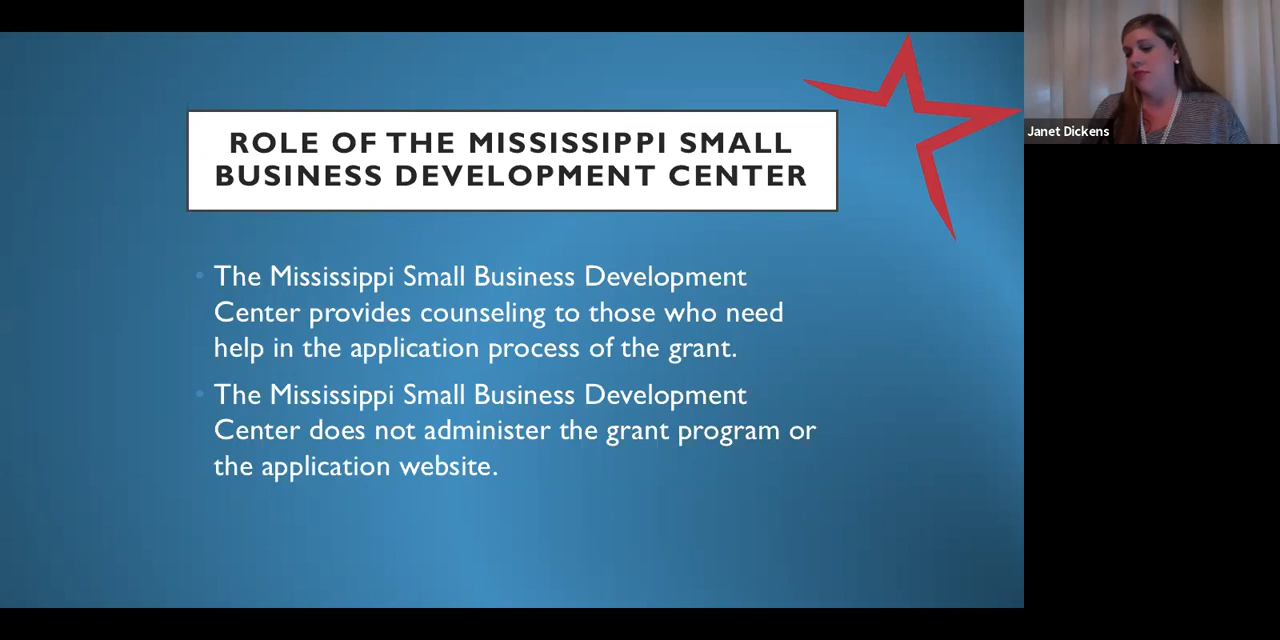 ROLE OF THE MISSISSIPPI SMALL
BUSINESS DEVELOPMENT CENTER
Janet Dickens
• The Mississippi Small Business Development
Center provides counseling to those who need
help in the application process of the grant.
• The Mississippi Small Business Development
Center does not administer the grant program or
the application website.